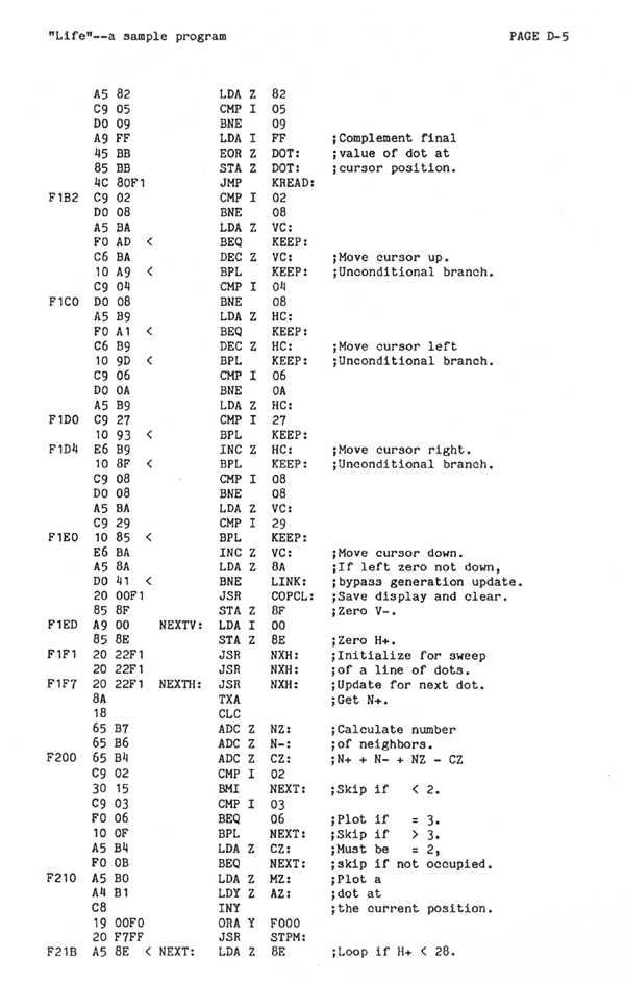 "Life"--a sample program PAGE D-5
A5 82 LDA Z 82
C9 05 CMP I 05
D0 09 BNE 09
A9 FF LDA I FF ;Complement final
45 BB EOR Z DOT: ;value of dot at
85 BB STA Z DOT: ;cursor position.
4C 80F1 JMP KREAD:
F1B2 C9 02 CMP I 02
D0 08 BNE 08
A5 BA LDA Z VC:
F0 AD < BEQ KEEP:
C6 BA DEC Z VC: ;Move cursor up.
10 A9 < BPL KEEP: ;Unconditional branch.
C9 04 CMP I 04
F1C0 D0 08 BNE 08
A5 B9 LDA Z HC:
F0 A1 < BEQ KEEP:
C6 B9 DEC Z HC: ;Move cursor left
10 9D < BPL KEEP: ;Unconditional branch.
C9 06 CMP I 06
D0 0A BNE 0A
A5 B9 LDA Z HC:
F1D0 C9 27 CMP I 27
10 93 < BPL KEEP:
F1D4 E6 B9 INC Z HC: ;Move cursor right.
10 8F < BPL KEEP: ;Unconditional branch.
C9 08 CMP I 08
D0 08 BNE 08
A5 BA LDA Z VC:
C9 29 CMP I 29
F1E0 10 85 < BPL KEEP:
E6 BA INC Z VC: ;Move cursor down.
A5 8A LDA Z 8A ;If left zero not down,
D0 41 < BNE LINK: ;bypass generation update.
20 00F1 JSR COPCL: ;Save display and clear.
85 8F STA Z 8F ;Zero V-.
F1ED A9 00 NEXTV: LDA I 00
85 8E STA Z 8E ;Zero H+.
F1F1 20 22F1 JSR NXH: ;Initialize for sweep
20 22F1 JSR NXH: ;of a line of dots.
F1F7 20 22F1 NEXTH: JSR NXH: ;Update for next dot.
8A TXA ;Get N+.
18 CLC
65 B7 ADC Z NZ: ;Calculate number
65 B6 ADC Z N-: ;of neighbors.
F200 65 B4 ADC Z CZ: ;N+ + N- + NZ - CZ
C9 02 CMP I 02
30 15 BMI NEXT: ;Skip if < 2.
C9 03 CMP I 03
F0 06 BEQ 06 ;Plot if = 3.
10 0F BPL NEXT: ;Skip if > 3.
A5 B4 LDA Z CZ: ;Must be = 2,
F0 0B BEQ NEXT: ;skip if not occupied.
F210 A5 B0 LDA Z MZ: ;Plot a
A4 B1 LDY Z AZ: ;dot at
C8 INY ;the current position.
19 00F0 ORA Y F000
20 F7FF JSR STPM:
F21B A5 8E < NEXT: LDA Z 8E ;Loop if H+ < 28.